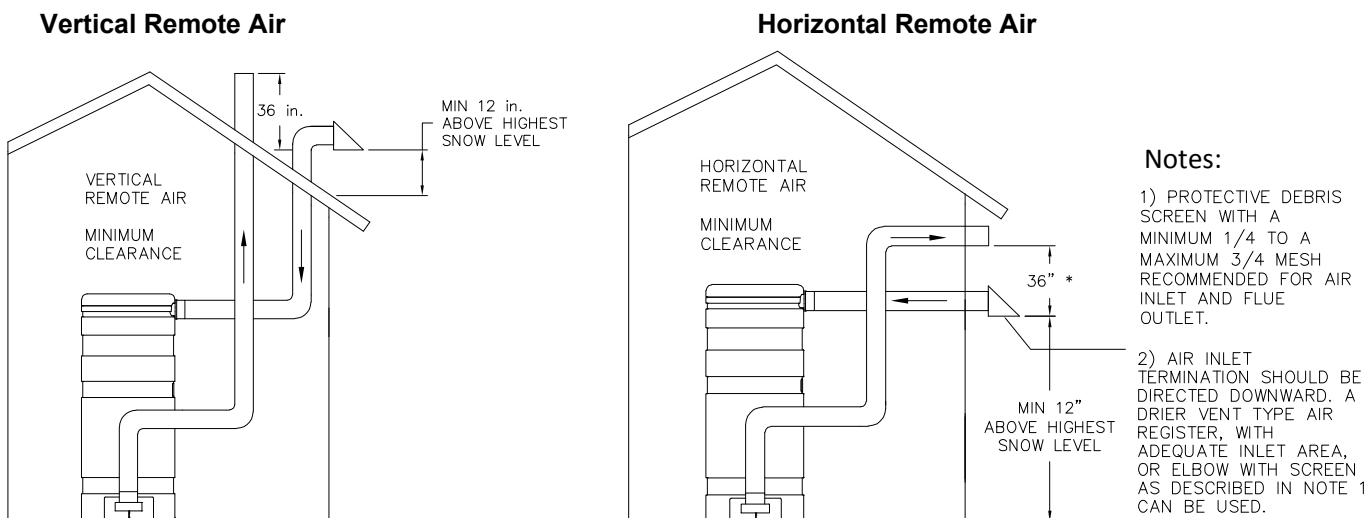 Vertical Remote Air
36 in.
MIN 12 in.
ABOVE HIGHEST
SNOW LEVEL
VERTICAL
REMOTE AIR
MINIMUM
CLEARANCE
Horizontal Remote Air
HORIZONTAL
REMOTE AIR
MINIMUM
CLEARANCE
36” *
MIN 12”
ABOVE HIGHEST
SNOW LEVEL
Notes:
1) PROTECTIVE DEBRIS
SCREEN WITH A
MINIMUM 1/4 TO A
MAXIMUM 3/4 MESH
RECOMMENDED FOR AIR
INLET AND FLUE
OUTLET.
2) AIR INLET
TERMINATION SHOULD BE
DIRECTED DOWNWARD. A
DRIER VENT TYPE AIR
REGISTER, WITH
ADEQUATE INLET AREA,
OR ELBOW WITH SCREEN
AS DESCRIBED IN NOTE 1
CAN BE USED.